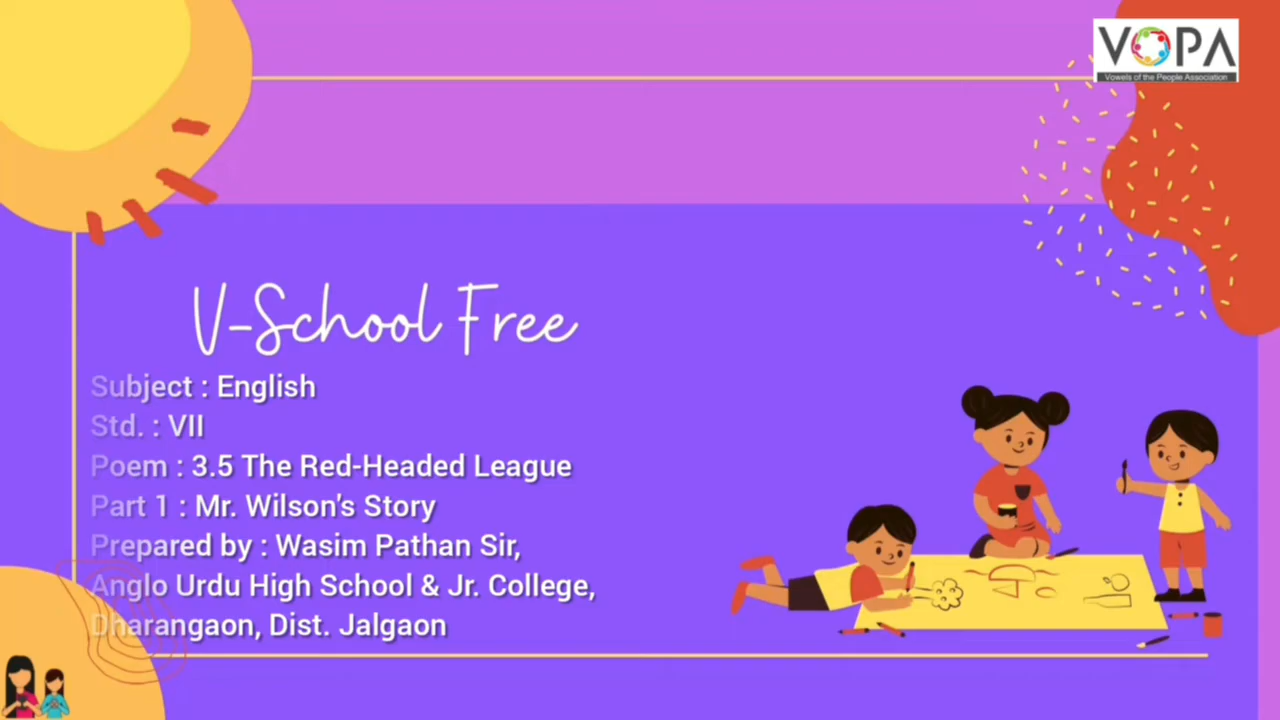 VOPA
Vowels of the People Association
V-School Free
Subject : English
Std. : VII
Poem : 3.5 The Red-Headed League
Part 1 : Mr. Wilson's Story
Prepared by : Wasim Pathan Sir,
Anglo Urdu High School & Jr. College,
Dharangaon, Dist. Jalgaon